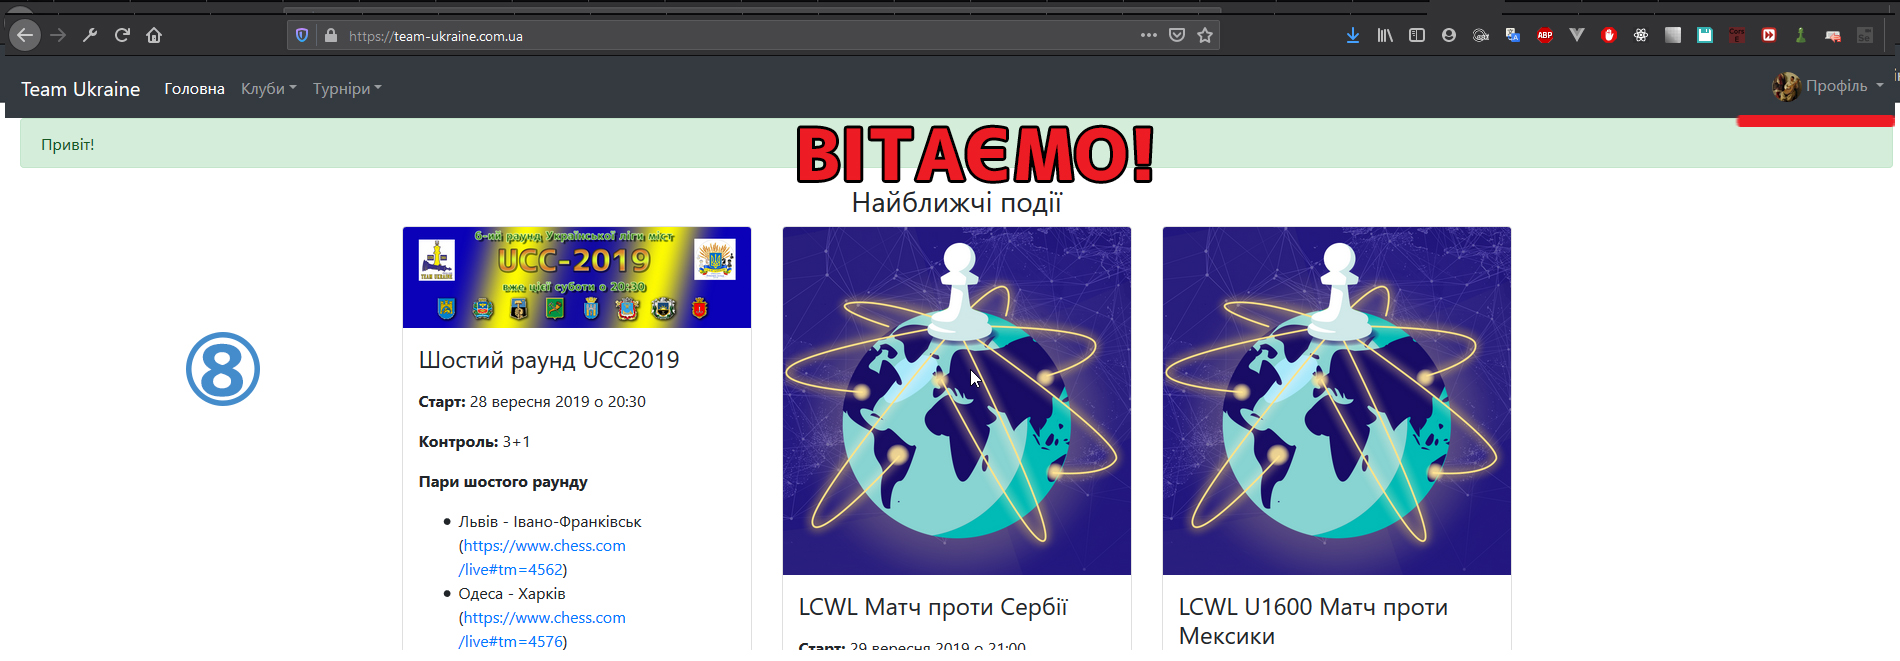 https://team-ukraine.com.ua
ABP
Team Ukraine Головна Клуби Турніри Профіль
Привіт!
ВІТАЄМО!
Найближчі події
6-ий раунд Української ліги міст
UCC-2019
вже цієї суботи о 20:30
TEAM UKRAINE
8
Шостий раунд UCC2019
Старт: 28 вересня 2019 о 20:30
Контроль: 3+1
Пари шостого раунду
Львів - Івано-Франківськ
(https://www.chess.com
/live#tm=4562)
Одеса - Харків
(https://www.chess.com
/live#tm=4576)
LCWL Матч проти Сербії
Старт: 29 вересня 2019 о 21:00
LCWL U1600 Матч проти
Мексики